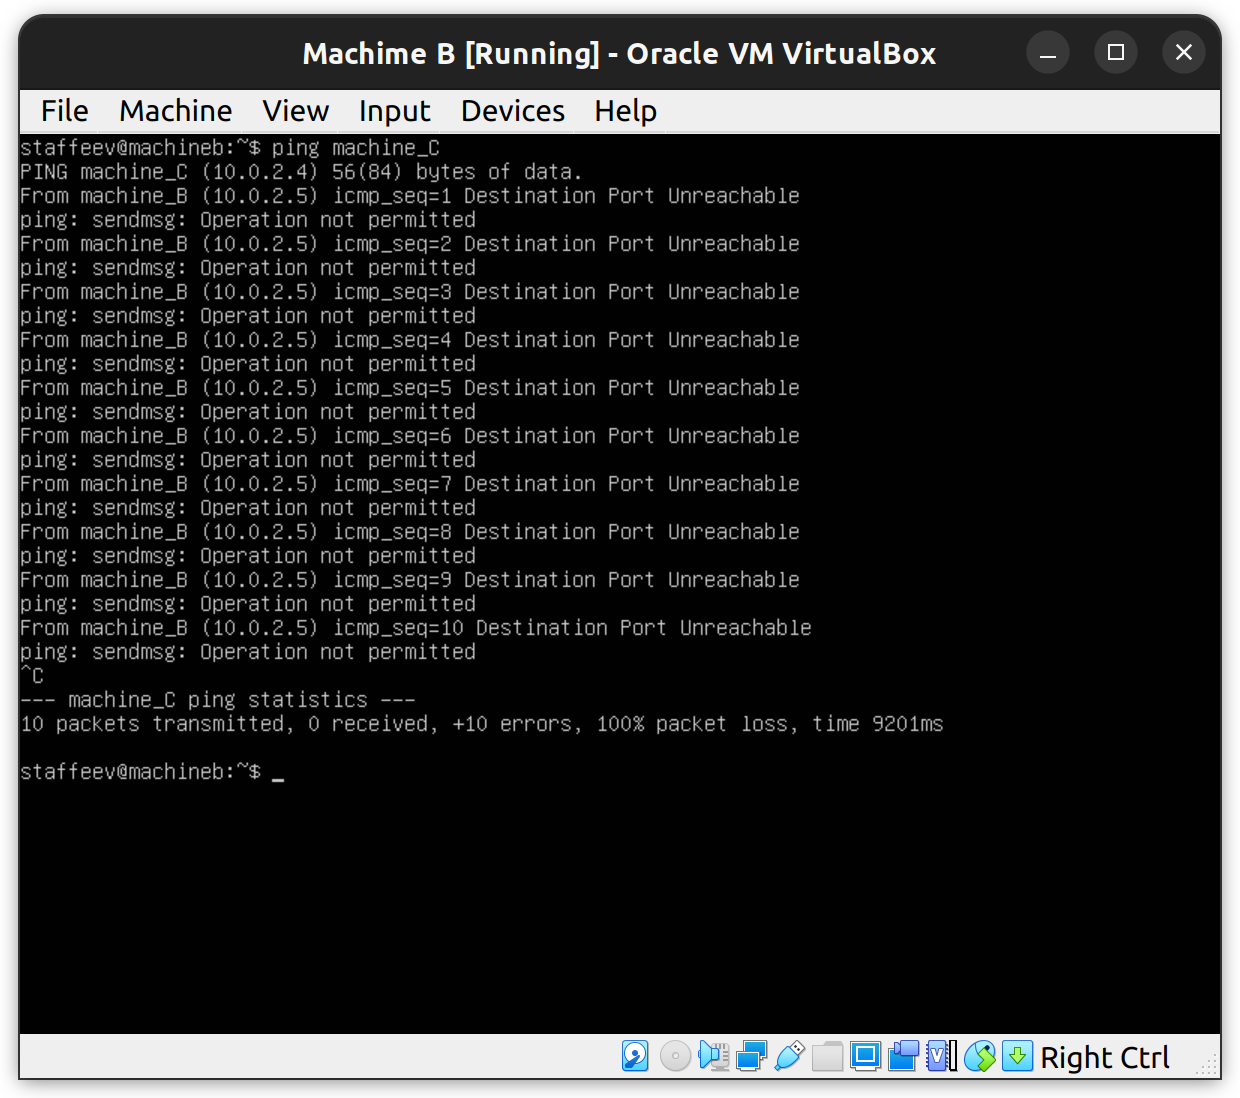 Machime B [Running] - Oracle VM VirtualBox
File Machine View Input Devices Help
staffeev@machineb:~$ ping machine_C
PING machine_C (10.0.2.4) 56(84) bytes of data.
From machine_B (10.0.2.5) icmp_seq=1 Destination Port Unreachable
ping: sendmsg: Operation not permitted
From machine_B (10.0.2.5) icmp_seq=2 Destination Port Unreachable
ping: sendmsg: Operation not permitted
From machine_B (10.0.2.5) icmp_seq=3 Destination Port Unreachable
ping: sendmsg: Operation not permitted
From machine_B (10.0.2.5) icmp_seq=4 Destination Port Unreachable
ping: sendmsg: Operation not permitted
From machine_B (10.0.2.5) icmp_seq=5 Destination Port Unreachable
ping: sendmsg: Operation not permitted
From machine_B (10.0.2.5) icmp_seq=6 Destination Port Unreachable
ping: sendmsg: Operation not permitted
From machine_B (10.0.2.5) icmp_seq=7 Destination Port Unreachable
ping: sendmsg: Operation not permitted
From machine_B (10.0.2.5) icmp_seq=8 Destination Port Unreachable
ping: sendmsg: Operation not permitted
From machine_B (10.0.2.5) icmp_seq=9 Destination Port Unreachable
ping: sendmsg: Operation not permitted
From machine_B (10.0.2.5) icmp_seq=10 Destination Port Unreachable
ping: sendmsg: Operation not permitted
^C
--- machine_C ping statistics ---
10 packets transmitted, 0 received, +10 errors, 100% packet loss, time 9201ms
staffeev@machineb:~$ _
V Right Ctrl